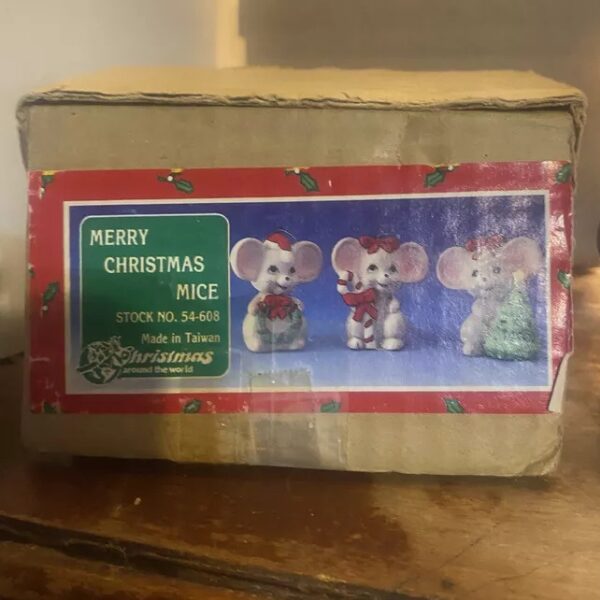 MERRY
CHRISTMAS
MICE
STOCK NO. 54-608
Made in Taiwan
Christmas
around the world